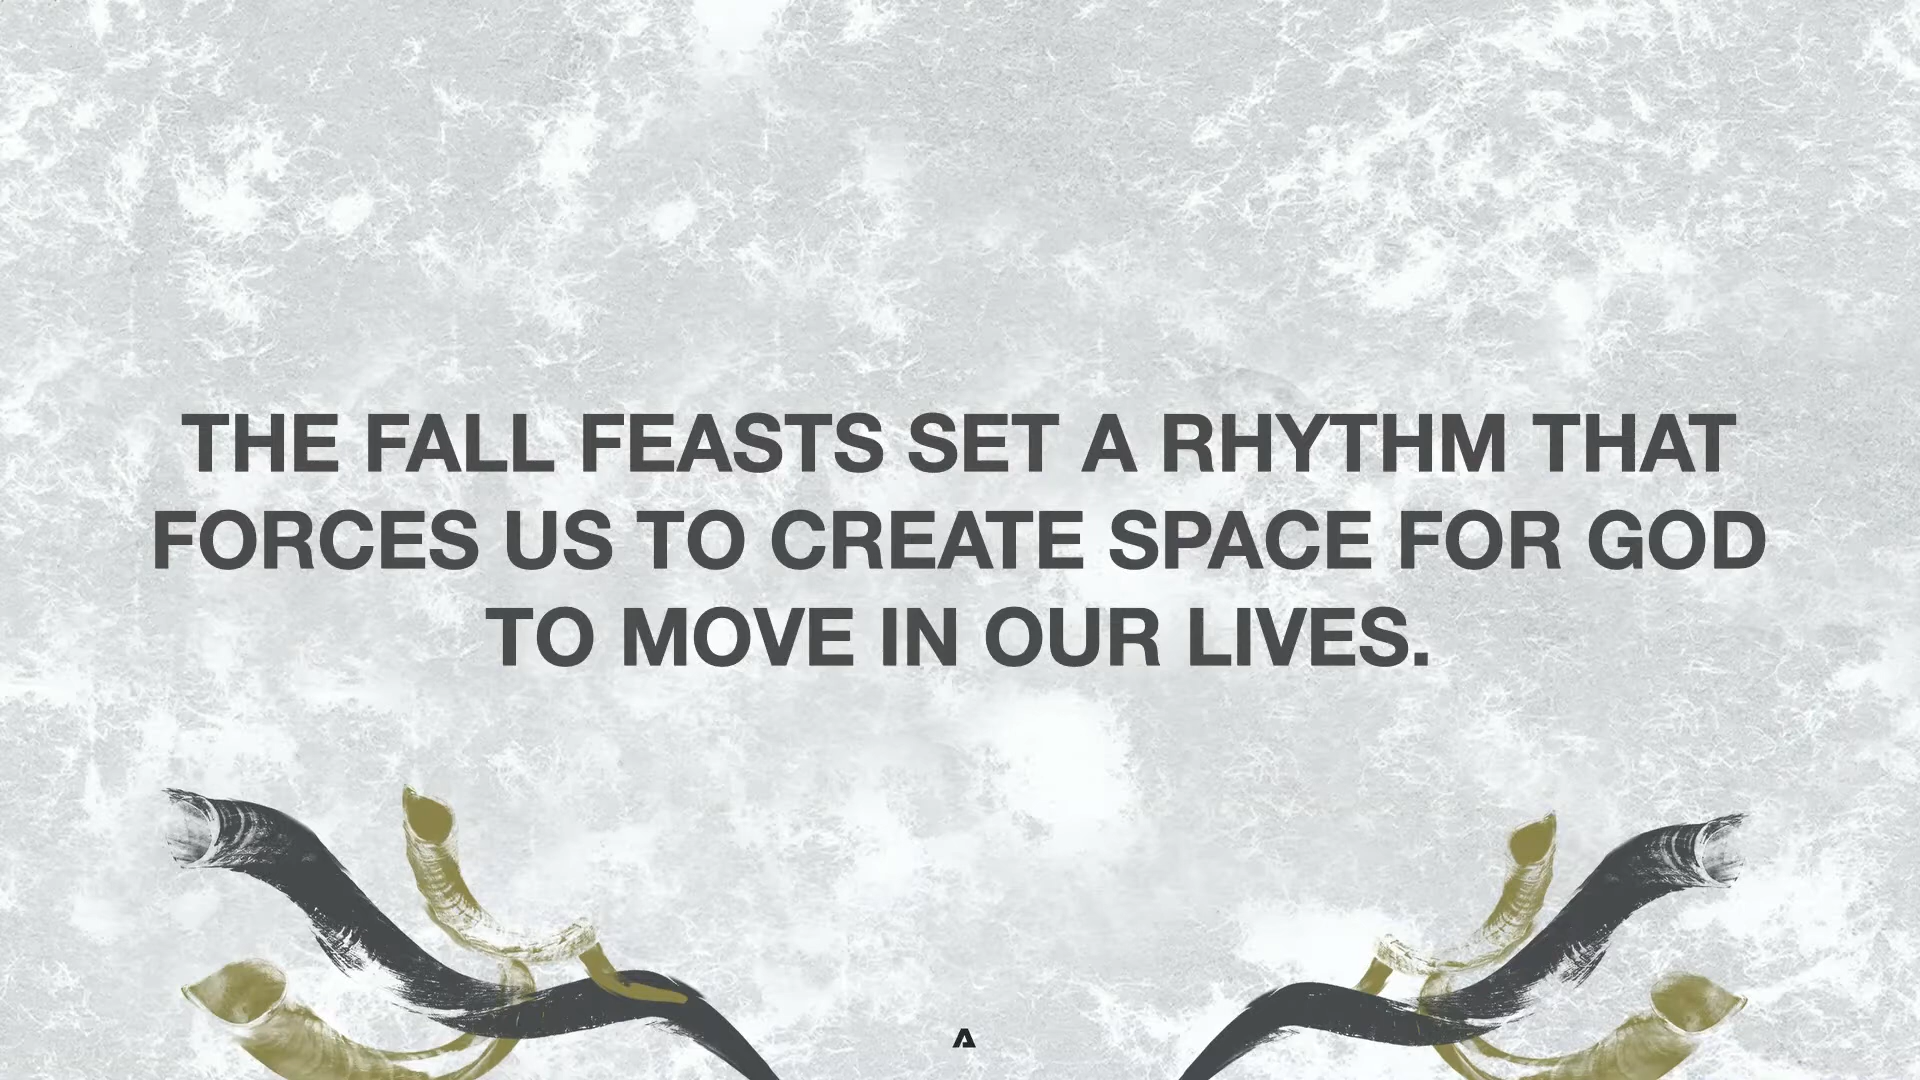 THE FALL FEASTS SET A RHYTHM THAT
FORCES US TO CREATE SPACE FOR GOD
TO MOVE IN OUR LIVES.